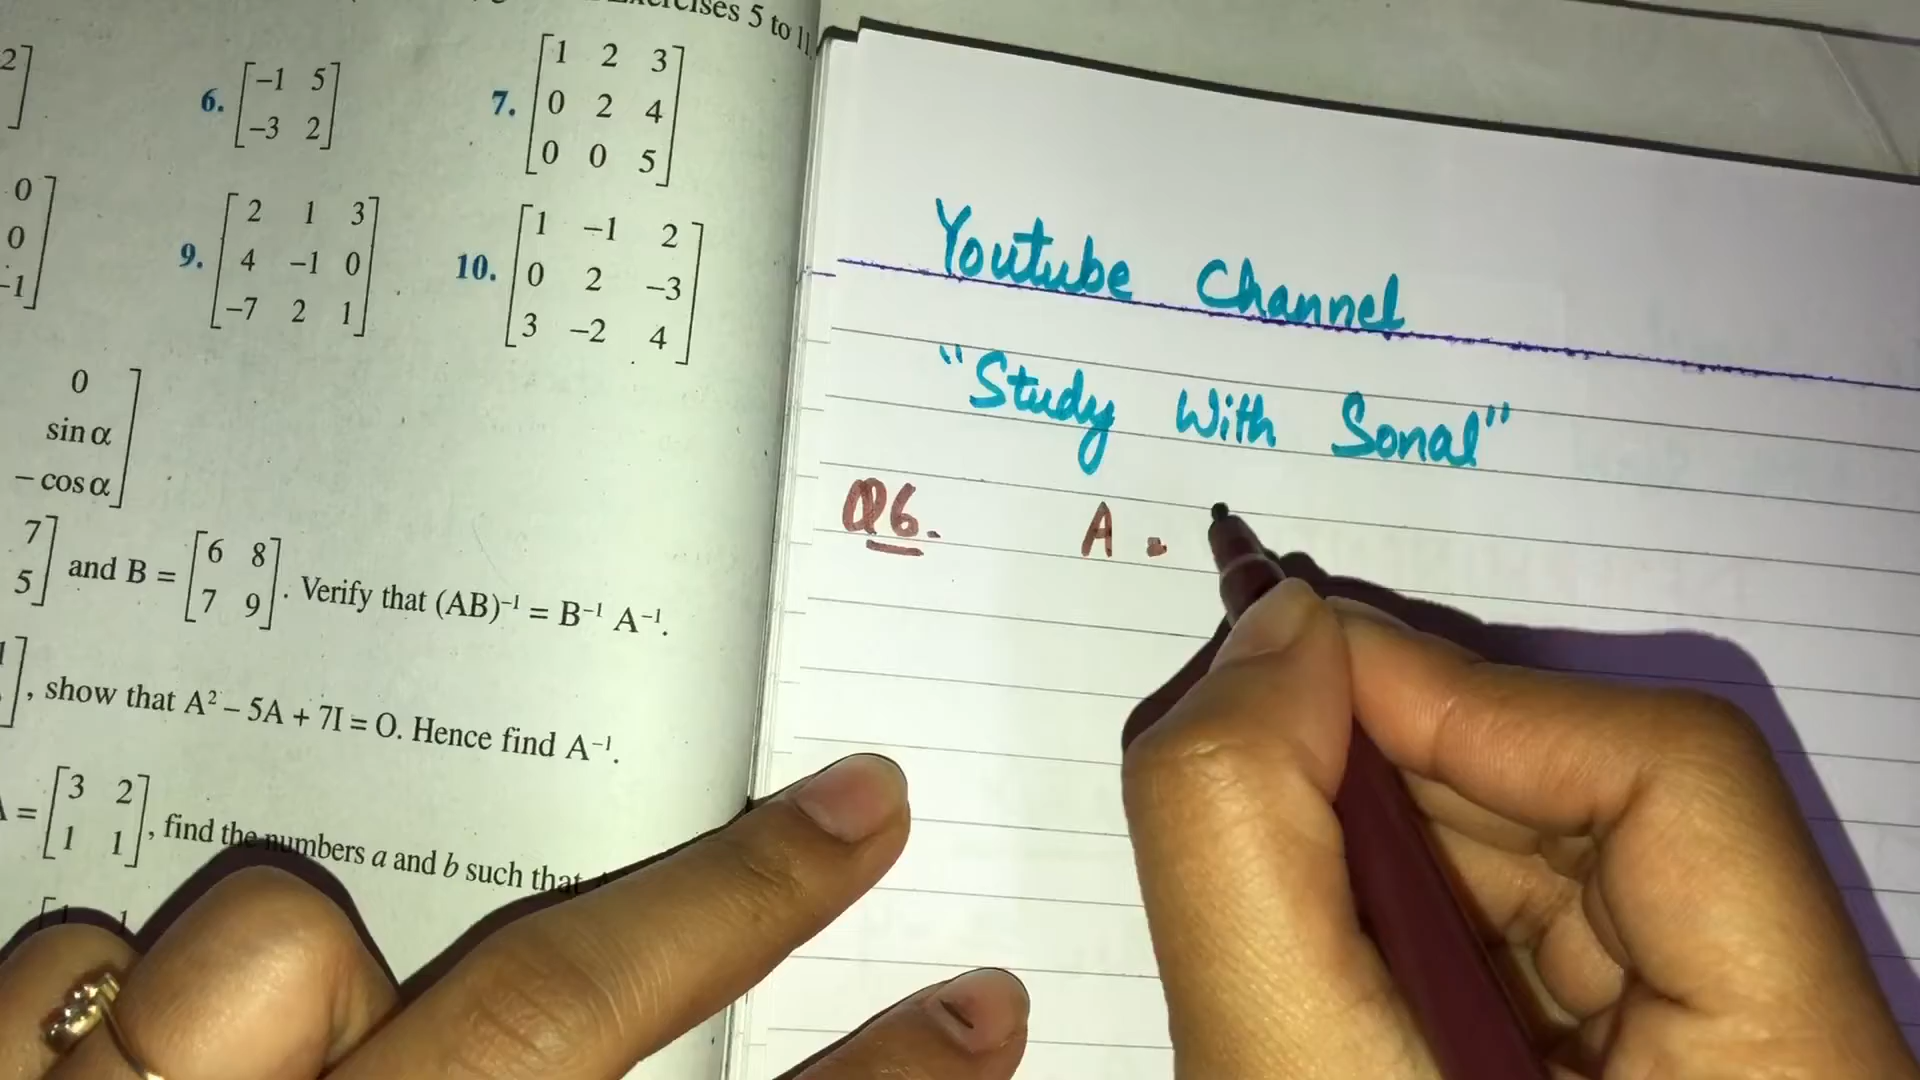 Exercises 5 to 11
2]
6. [-1 5
-3 2]
7. [1 2 3
0 2 4
0 0 5]
0
0
-1]
9. [2 1 3
4 -1 0
-7 2 1]
10. [1 -1 2
0 2 -3
3 -2 4]
0
sin α
– cos α]
7
5] and B = [6 8
7 9]. Verify that (AB)⁻¹ = B⁻¹ A⁻¹.
], show that A² – 5A + 7I = O. Hence find A⁻¹.
= [3 2
1 1], find the numbers a and b such that
[1 1
Youtube Channel
"Study With Sonal"
Q6. A =